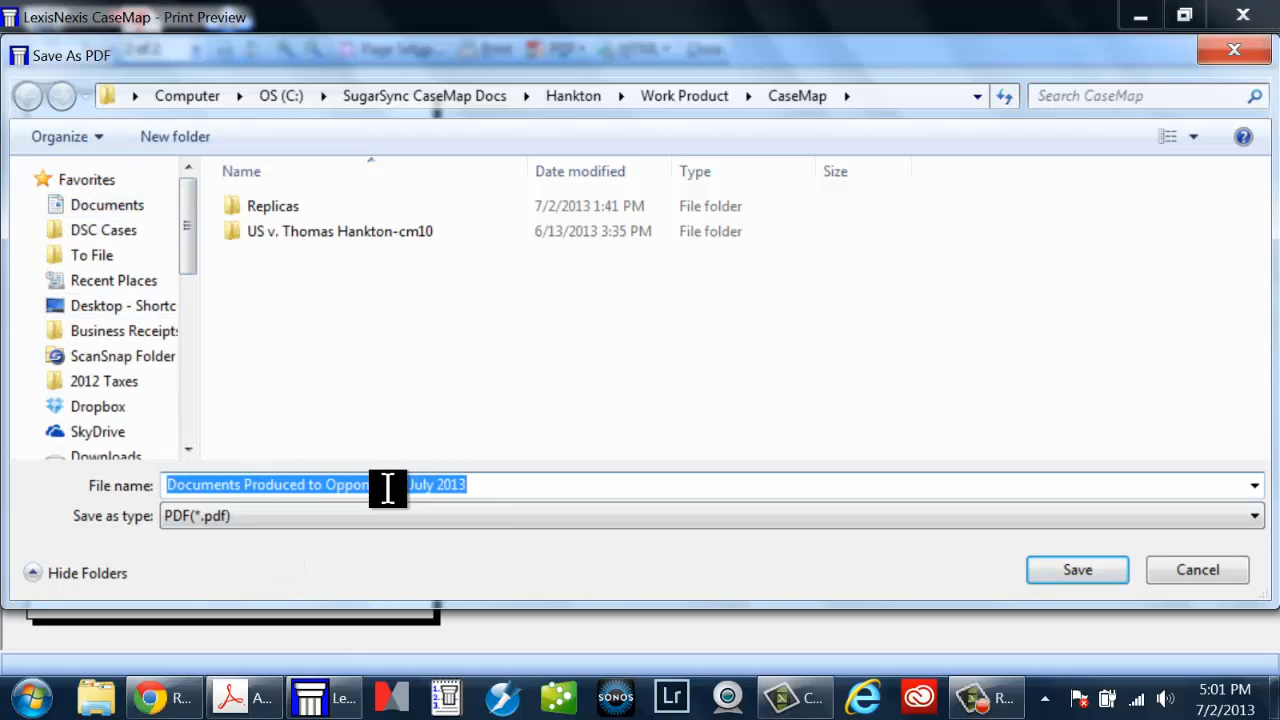 LexisNexis CaseMap - Print Preview
Save As PDF
Computer OS (C:) SugarSync CaseMap Docs Hankton Work Product CaseMap Search CaseMap
Organize New folder
Name Date modified Type Size
Favorites
Documents
DSC Cases
To File
Recent Places
Desktop - Shortc
Business Receipts
ScanSnap Folder
2012 Taxes
Dropbox
SkyDrive
Downloads
Replicas 7/2/2013 1:41 PM File folder
US v. Thomas Hankton-cm10 6/13/2013 3:35 PM File folder
File name: Documents Produced to Oppon July 2013
Save as type: PDF(*.pdf)
Hide Folders Save Cancel
R... A... Le... SONOS Lr C... R... 5:01 PM
7/2/2013